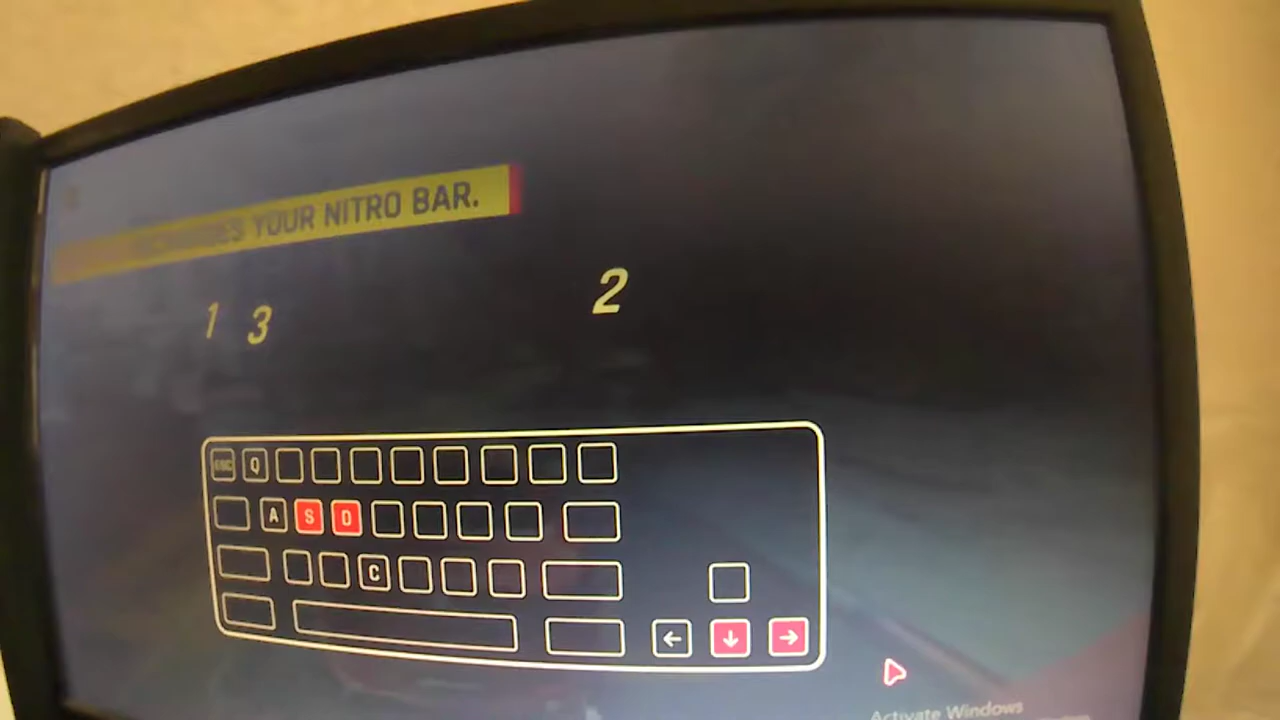 YOUR NITRO BAR.
1 3 2
ESC Q
A S D
C
← ↓ →
Activate Windows